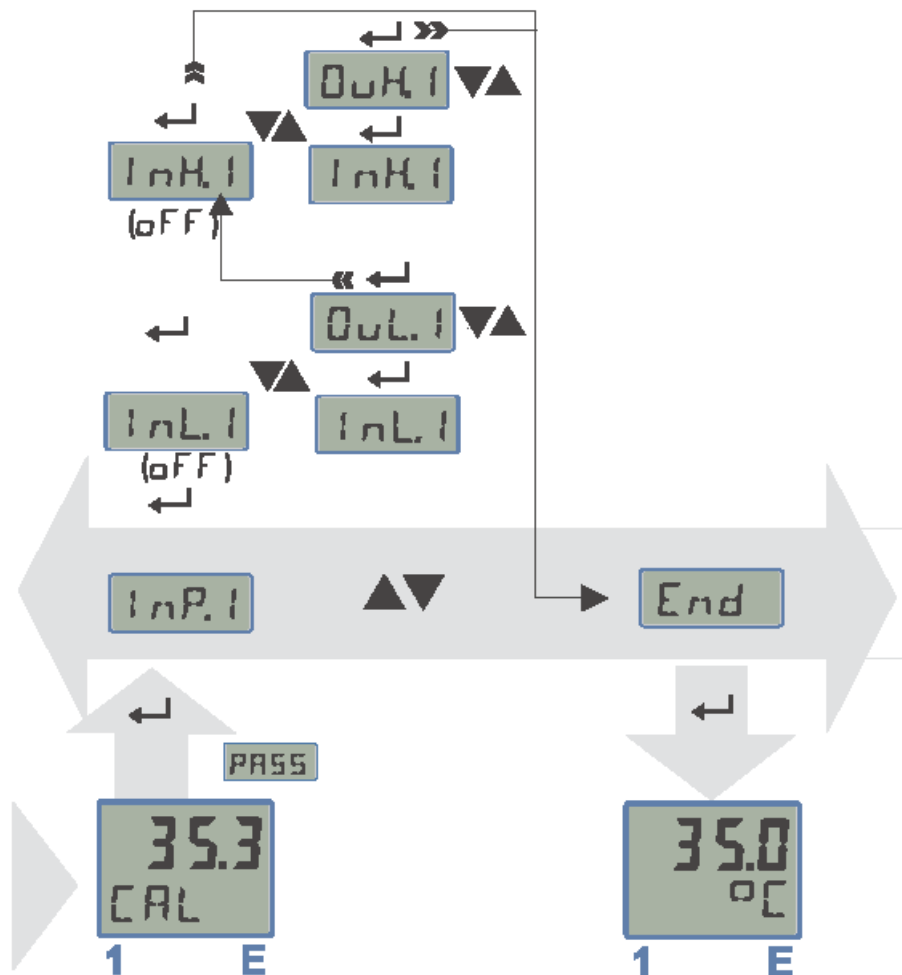 OuH.1
InH.1 InH.1
(oFF)
OuL.1
InL.1 InL.1
(oFF)
InP.1 End
PASS
35.3 35.0
CAL °C
1 E 1 E